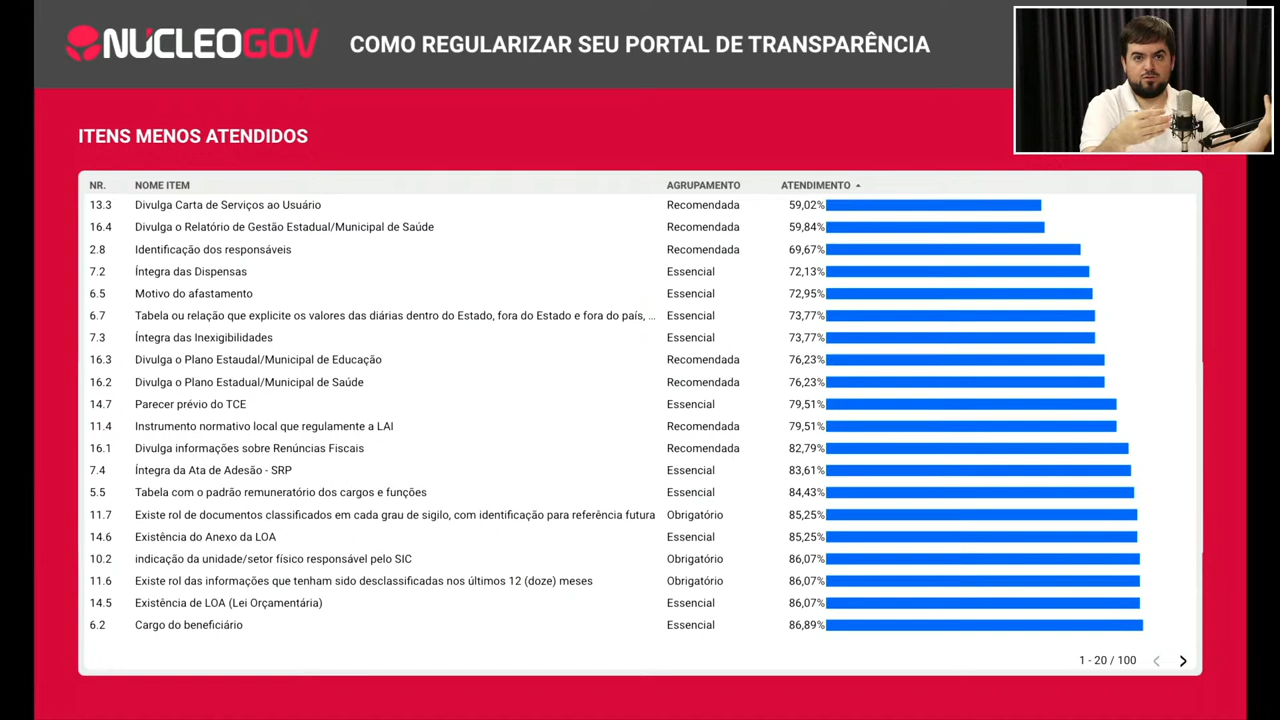 NÚCLEOGOV
COMO REGULARIZAR SEU PORTAL DE TRANSPARÊNCIA
ITENS MENOS ATENDIDOS
NR. NOME ITEM AGRUPAMENTO ATENDIMENTO
13.3 Divulga Carta de Serviços ao Usuário Recomendada 59,02%
16.4 Divulga o Relatório de Gestão Estadual/Municipal de Saúde Recomendada 59,84%
2.8 Identificação dos responsáveis Recomendada 69,67%
7.2 Íntegra das Dispensas Essencial 72,13%
6.5 Motivo do afastamento Essencial 72,95%
6.7 Tabela ou relação que explicite os valores das diárias dentro do Estado, fora do Estado e fora do país, ... Essencial 73,77%
7.3 Íntegra das Inexigibilidades Essencial 73,77%
16.3 Divulga o Plano Estaudal/Municipal de Educação Recomendada 76,23%
16.2 Divulga o Plano Estadual/Municipal de Saúde Recomendada 76,23%
14.7 Parecer prévio do TCE Essencial 79,51%
11.4 Instrumento normativo local que regulamente a LAI Recomendada 79,51%
16.1 Divulga informações sobre Renúncias Fiscais Recomendada 82,79%
7.4 Íntegra da Ata de Adesão - SRP Essencial 83,61%
5.5 Tabela com o padrão remuneratório dos cargos e funções Essencial 84,43%
11.7 Existe rol de documentos classificados em cada grau de sigilo, com identificação para referência futura Obrigatório 85,25%
14.6 Existência do Anexo da LOA Essencial 85,25%
10.2 indicação da unidade/setor físico responsável pelo SIC Obrigatório 86,07%
11.6 Existe rol das informações que tenham sido desclassificadas nos últimos 12 (doze) meses Obrigatório 86,07%
14.5 Existência de LOA (Lei Orçamentária) Essencial 86,07%
6.2 Cargo do beneficiário Essencial 86,89%
1 - 20 / 100